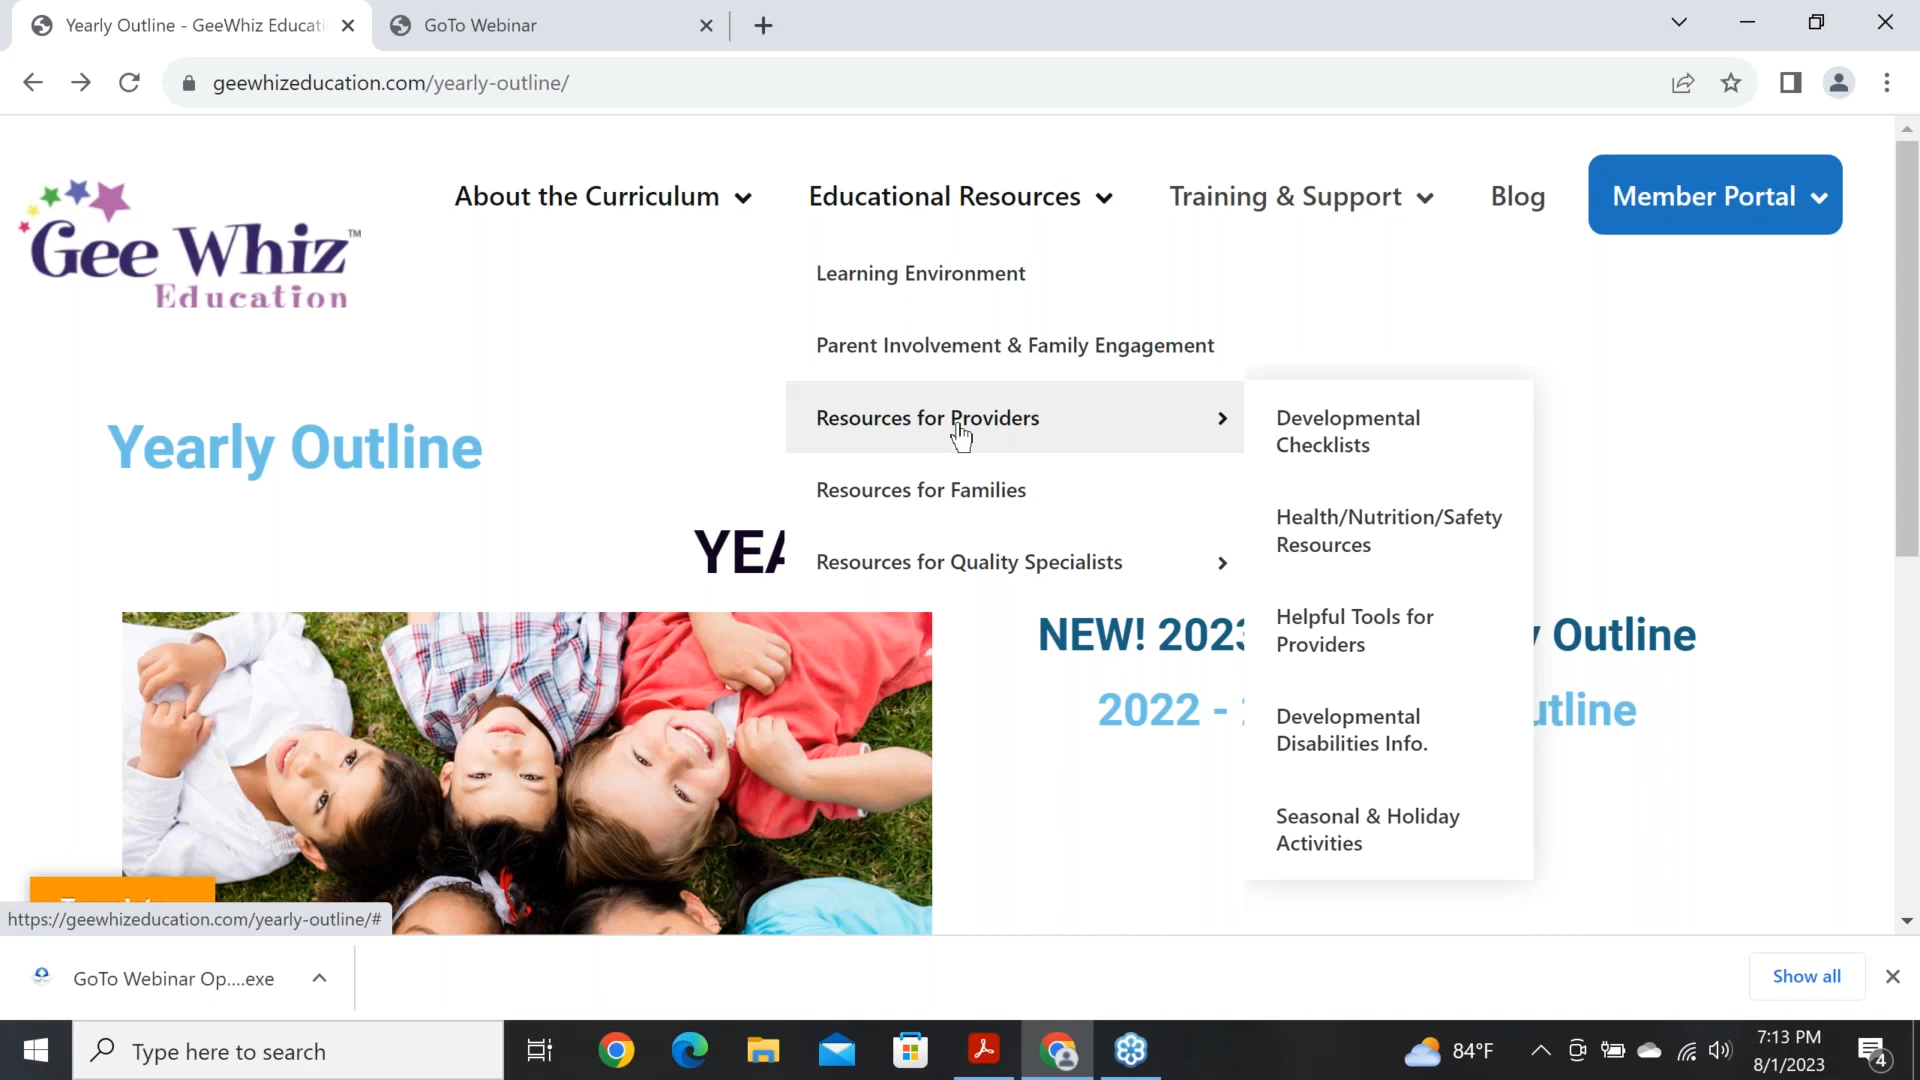 Yearly Outline - GeeWhiz Educati
GoTo Webinar
geewhizeducation.com/yearly-outline/
Gee Whiz™
Education
About the Curriculum
Educational Resources
Training & Support
Blog
Member Portal
Learning Environment
Parent Involvement & Family Engagement
Resources for Providers
Resources for Families
Resources for Quality Specialists
Developmental
Checklists
Health/Nutrition/Safety
Resources
Helpful Tools for
Providers
Developmental
Disabilities Info.
Seasonal & Holiday
Activities
Yearly Outline
YEA
NEW! 2023 y Outline
2022 - utline
https://geewhizeducation.com/yearly-outline/#
GoTo Webinar Op....exe
Show all
Type here to search
84°F
7:13 PM
8/1/2023
4